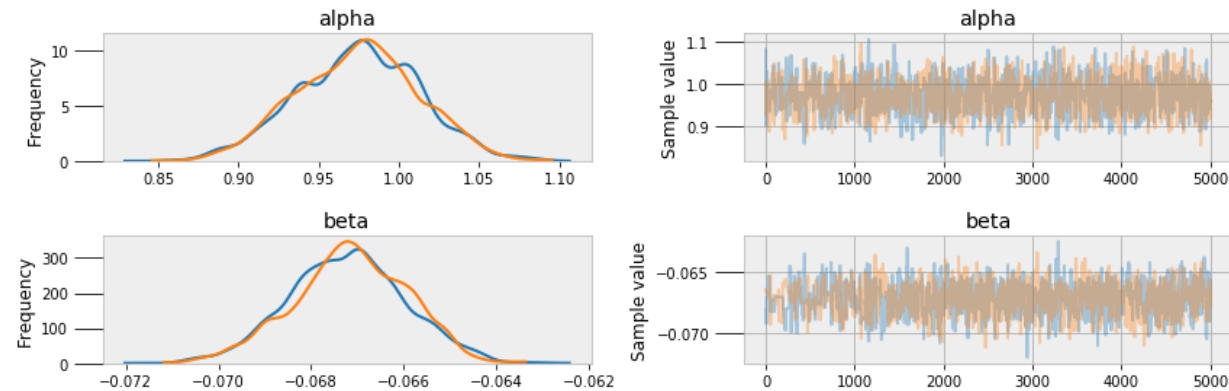 alpha
Frequency
10
5
0
0.85 0.90 0.95 1.00 1.05 1.10
alpha
Sample value
1.1
1.0
0.9
0 1000 2000 3000 4000 5000
beta
Frequency
300
200
100
0
−0.072 −0.070 −0.068 −0.066 −0.064 −0.062
beta
Sample value
−0.065
−0.070
0 1000 2000 3000 4000 5000